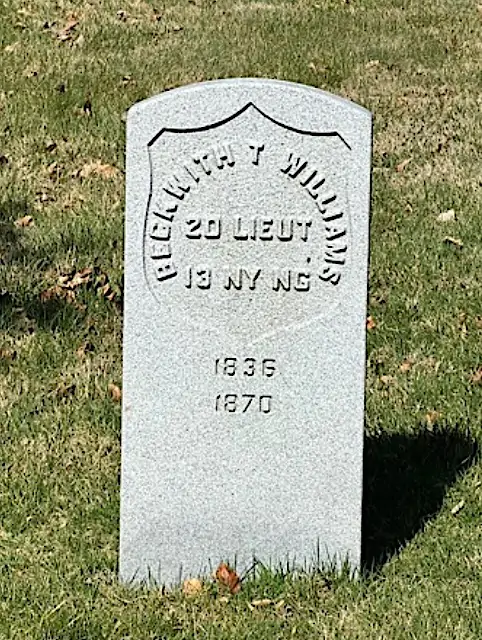 BECKWITH T WILLIAMS
2D LIEUT
13 NY NG
1836
1870